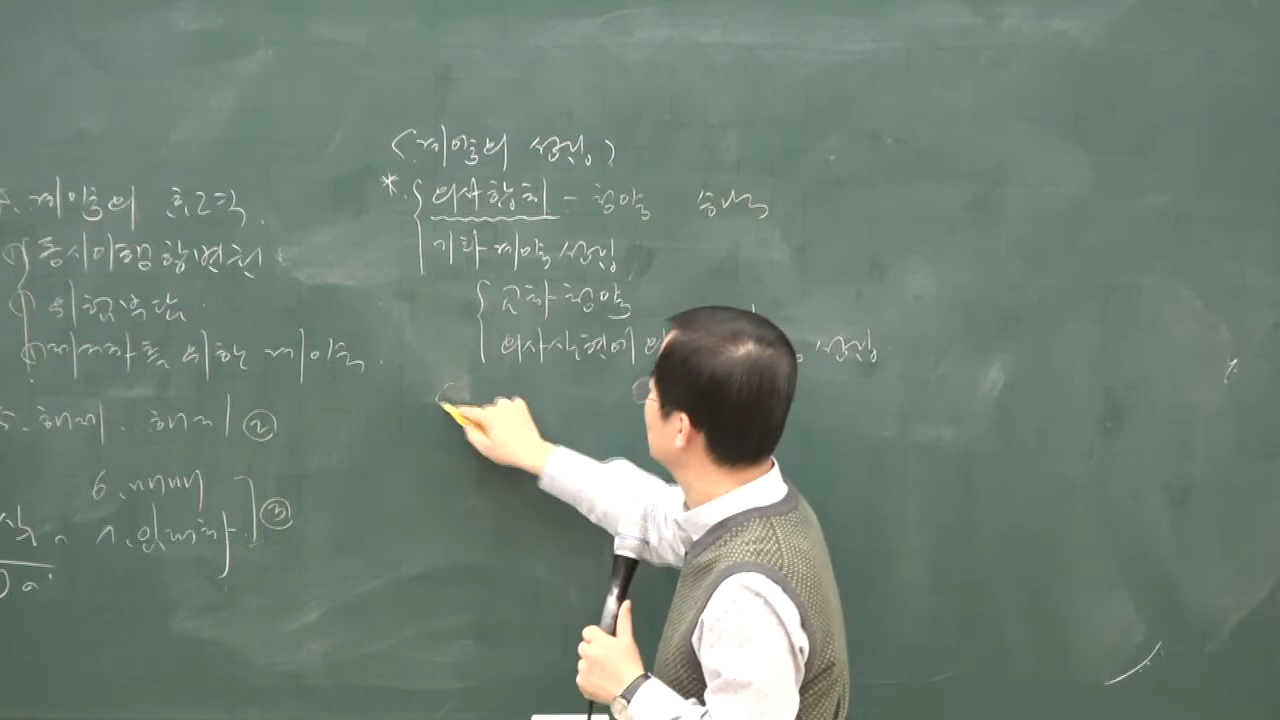 계약의 효력
동시이행항변권
위험부담
제3자를 위한 계약
5. 해제. 해지 ②
6. 매매
7. 임대차 ③
<계약의 성립>
* 의사합치 - 청약 승낙
기타 계약 성립
교차청약
의사실현에 성립